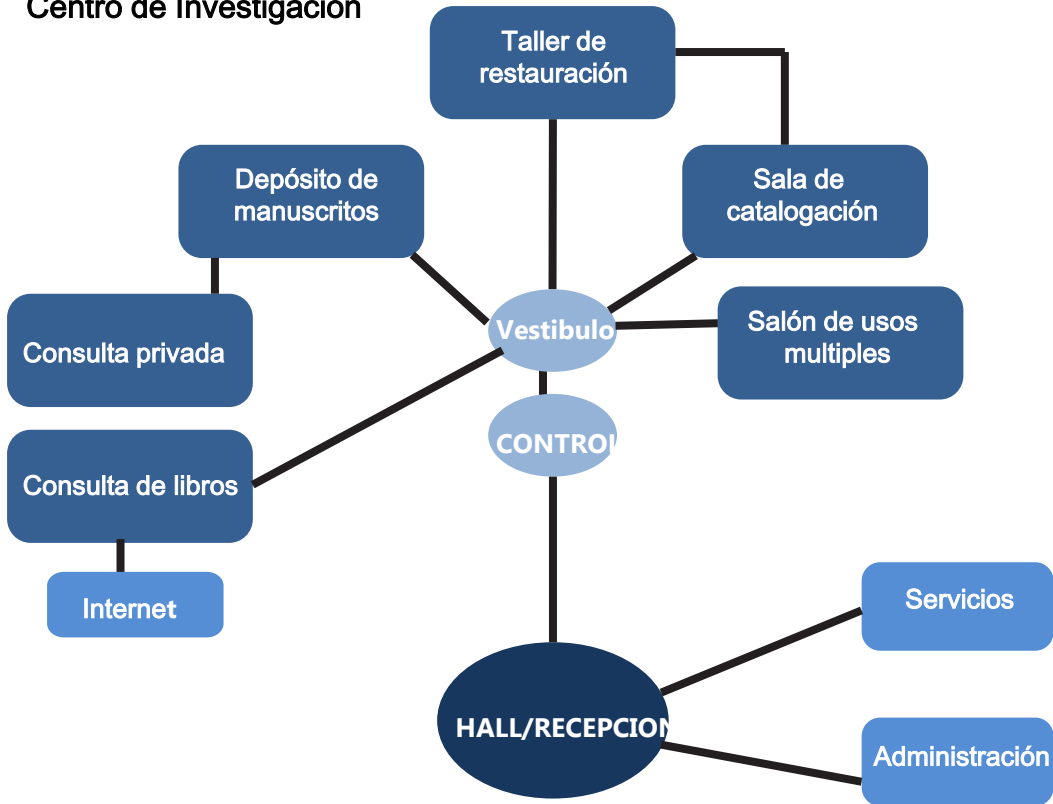 Centro de Investigación
Taller de
restauración
Depósito de
manuscritos
Sala de
catalogación
Vestibulo
Salón de usos
multiples
Consulta privada
CONTROL
Consulta de libros
Internet
Servicios
HALL/RECEPCION
Administración